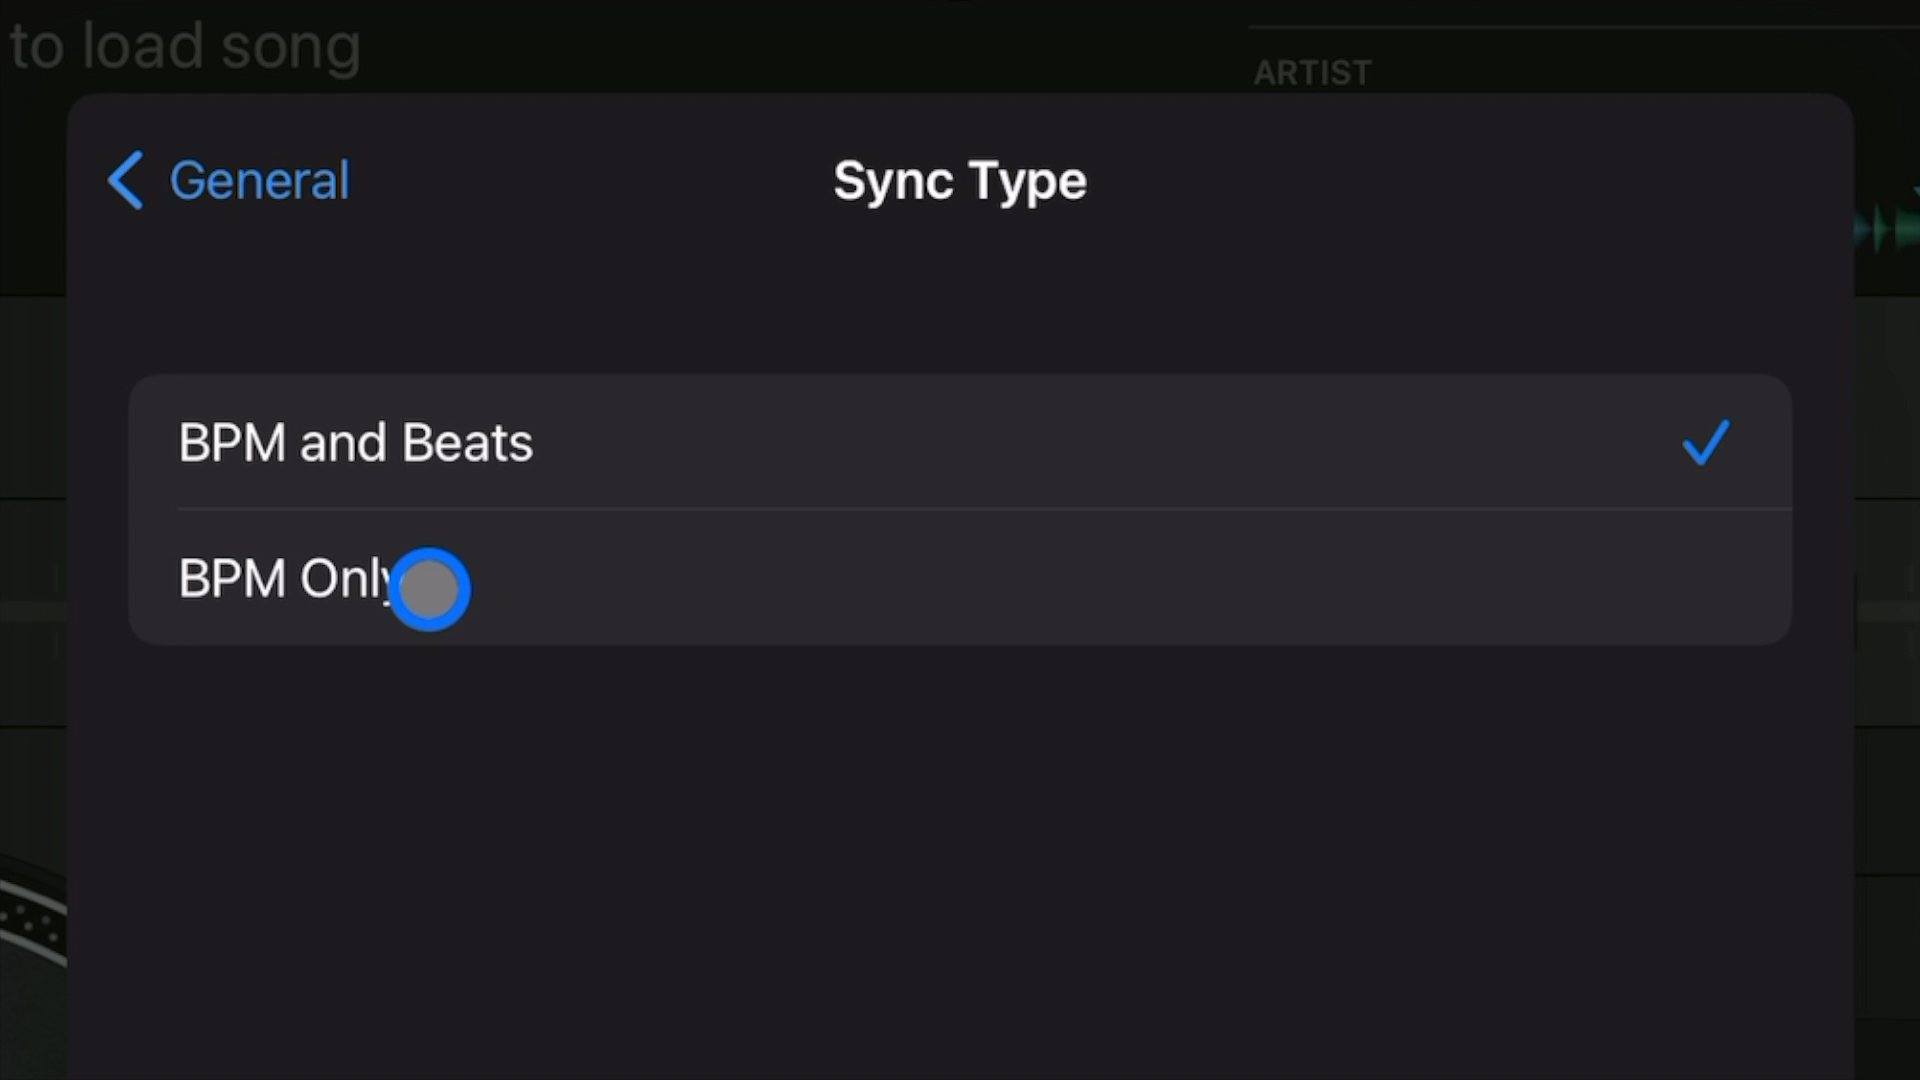 to load song
ARTIST
General
Sync Type
BPM and Beats
BPM Only